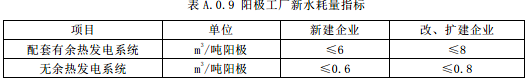 表 A.0.9 阳极工厂新水耗量指标
项目 单位 新建企业 改、扩建企业
配套有余热发电系统 m³/吨阳极 ≤6 ≤8
无余热发电系统 m³/吨阳极 ≤0.6 ≤0.8